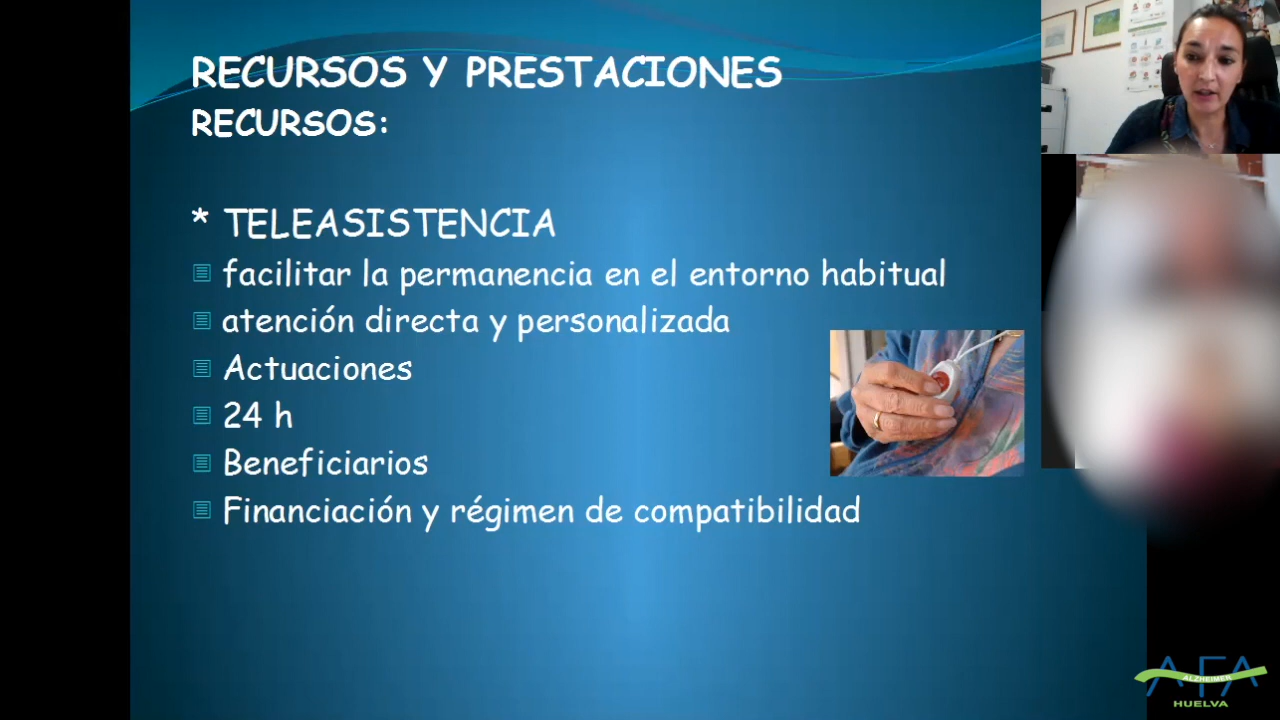 RECURSOS Y PRESTACIONES
RECURSOS:
* TELEASISTENCIA
facilitar la permanencia en el entorno habitual
atención directa y personalizada
Actuaciones
24 h
Beneficiarios
Financiación y régimen de compatibilidad
AFA
ALZHEIMER
HUELVA